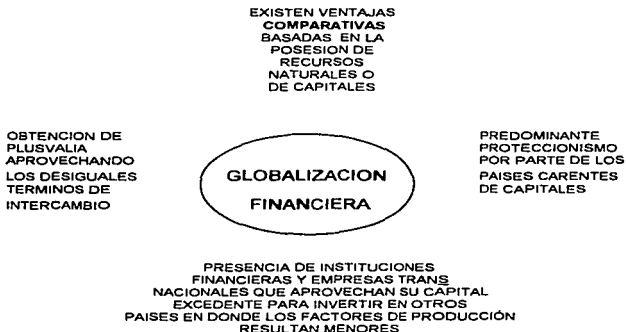 EXISTEN VENTAJAS
COMPARATIVAS
BASADAS EN LA
POSESION DE
RECURSOS
NATURALES O
DE CAPITALES
OBTENCION DE
PLUSVALIA
APROVECHANDO
LOS DESIGUALES
TERMINOS DE
INTERCAMBIO
GLOBALIZACION
FINANCIERA
PREDOMINANTE
PROTECCIONISMO
POR PARTE DE LOS
PAISES CARENTES
DE CAPITALES
PRESENCIA DE INSTITUCIONES
FINANCIERAS Y EMPRESAS TRANS
NACIONALES QUE APROVECHAN SU CAPITAL
EXCEDENTE PARA INVERTIR EN OTROS
PAISES EN DONDE LOS FACTORES DE PRODUCCIÓN
RESULTAN MENORES